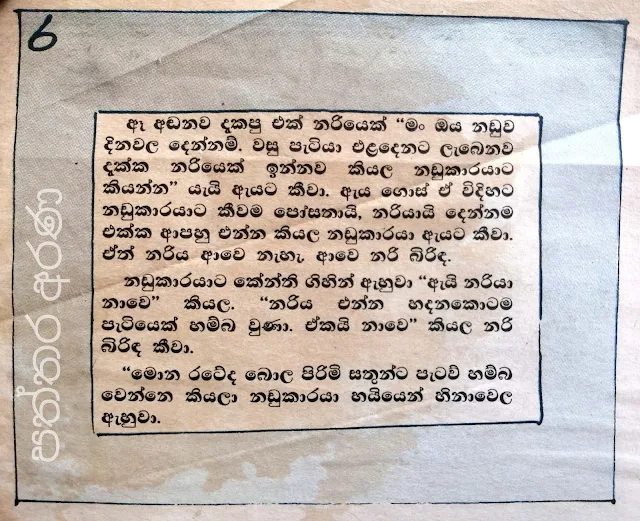 6
ඈ අඬනව දැකපු එක් නරියෙක් “මං ඔය නඩුව
දිනවල දෙන්නම්. වසු පැටියා එළදෙනට ලැබෙනව
දැක්ක නරියෙක් ඉන්නව කියල නඩුකාරයාට
කියන්න” යැයි ඇයට කීවා. ඇය ගොස් ඒ විදිහට
නඩුකාරයාට කීවම පෝසතායි, නරියායි දෙන්නම
එක්ක ආපහු එන්න කියල නඩුකාරයා ඇයට කීවා.
ඒත් නරිය ආවෙ නැහැ. ආවෙ නරි බිරිඳ.
නඩුකාරයාට කේන්ති ගිහින් ඇහුවා “ඇයි නරියා
නාවෙ” කියල. “නරිය එන්න හදනකොටම
පැටියෙක් හම්බ වුණා. ඒකයි නාවෙ” කියල නරි
බිරිඳ කීවා.
“මොන රටේද බොල පිරිමි සතුන්ට පැටව් හම්බ
වෙන්නෙ කියලා නඩුකාරයා හයියෙන් හිනාවෙල
ඇහුවා.
පත්තර අරණ